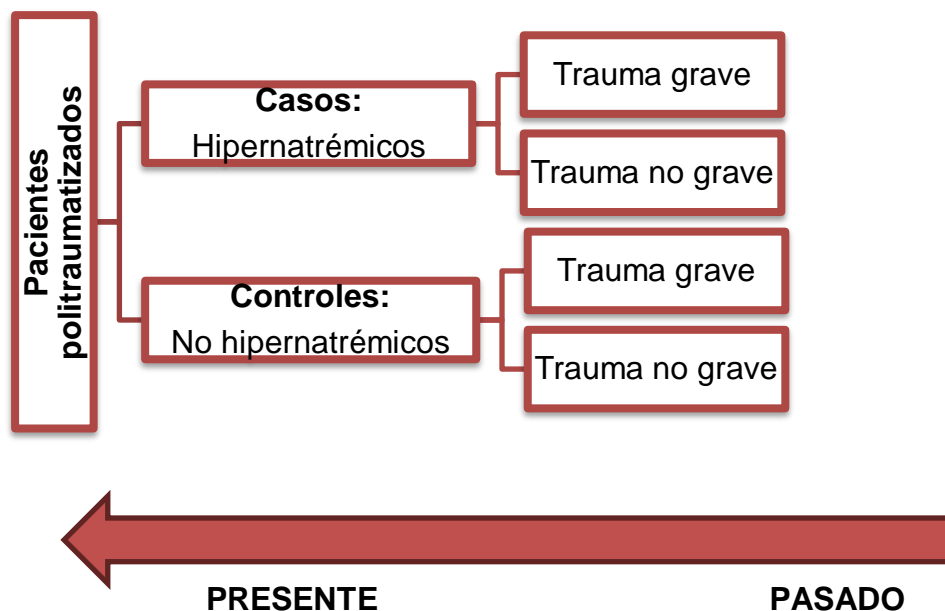 Pacientes
politraumatizados
Casos:
Hipernatrémicos
Trauma grave
Trauma no grave
Controles:
No hipernatrémicos
Trauma grave
Trauma no grave
PRESENTE
PASADO